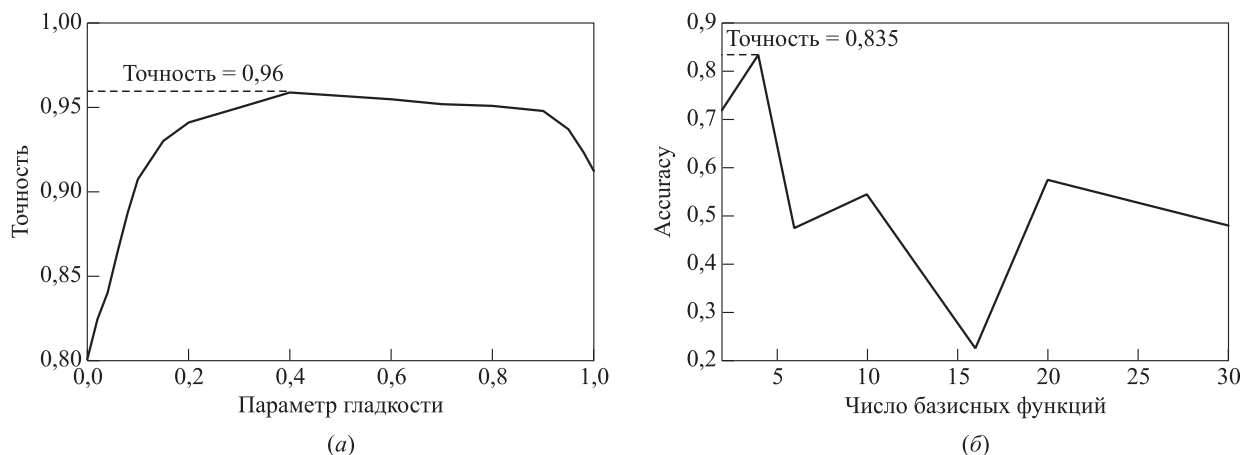 1,00
0,95
0,90
0,85
0,80
Точность
Точность = 0,96
0,0 0,2 0,4 0,6 0,8 1,0
Параметр гладкости
(а)
0,9
0,8
0,7
0,6
0,5
0,4
0,3
0,2
Accuracy
Точность = 0,835
5 10 15 20 25 30
Число базисных функций
(б)